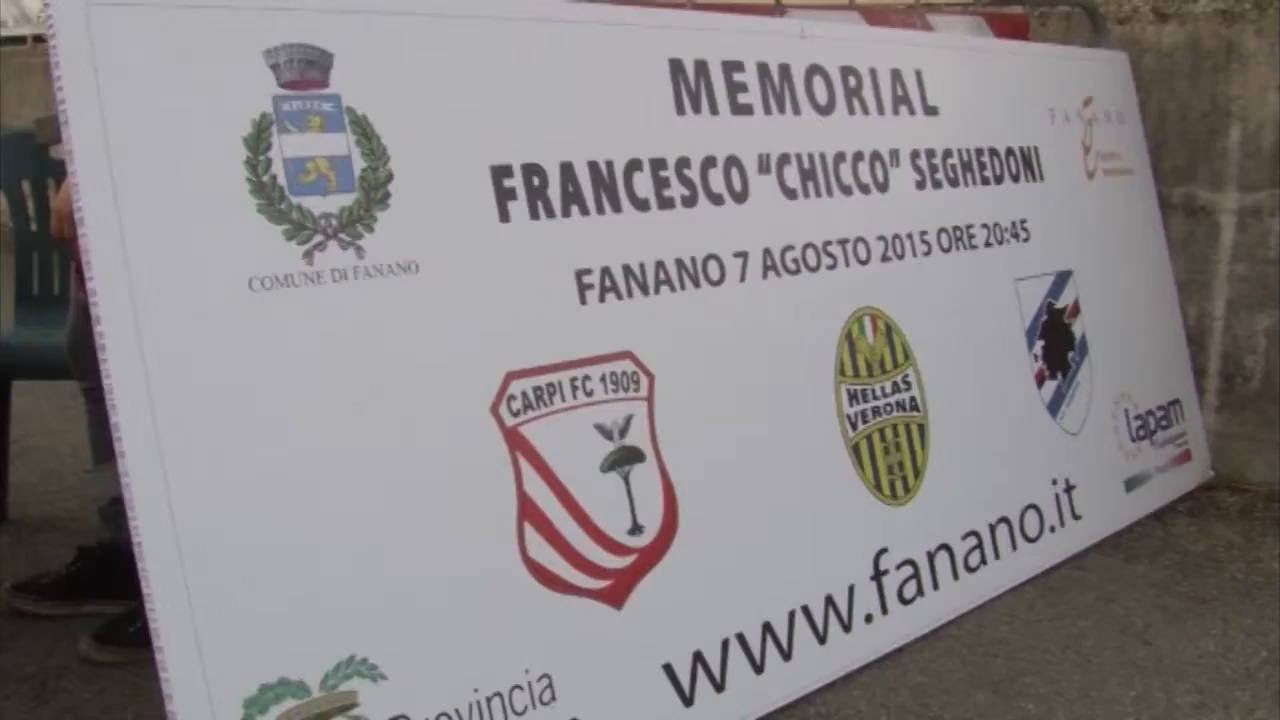 MEMORIAL
FRANCESCO "CHICCO" SEGHEDONI
FANANO 7 AGOSTO 2015 ORE 20:45
COMUNE DI FANANO
FANANO
CARPI FC 1909
HELLAS
VERONA
lapam
www.fanano.it
Provincia